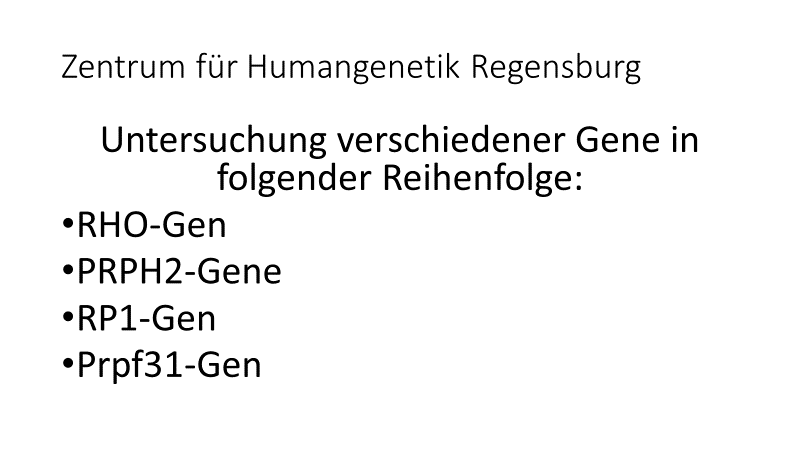 Zentrum für Humangenetik Regensburg
Untersuchung verschiedener Gene in
folgender Reihenfolge:
•RHO-Gen
•PRPH2-Gene
•RP1-Gen
•Prpf31-Gen